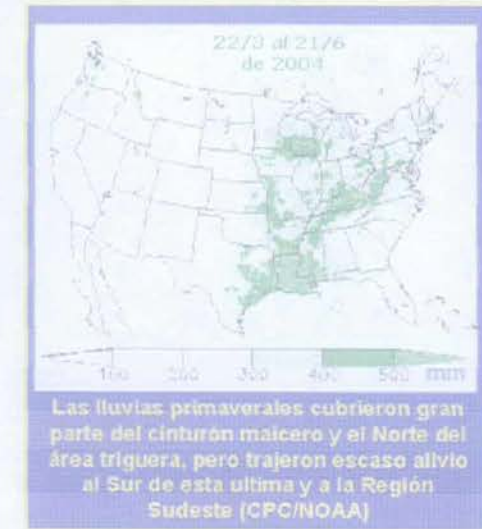 22/3 al 21/6
de 2004
100 200 300 400 500 mm
Las lluvias primaverales cubrieron gran
parte del cinturón maicero y el Norte del
área triguera, pero trajeron escaso alivio
al Sur de esta ultima y a la Región
Sudeste (CPC/NOAA)